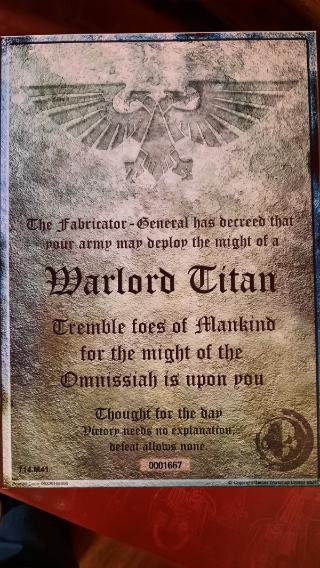 The Fabricator-General has decreed that
your army may deploy the might of a
Warlord Titan
Tremble foes of Mankind
for the might of the
Omnissiah is upon you
Thought for the day
Victory needs no explanation,
defeat allows none.
714.M41
0001667